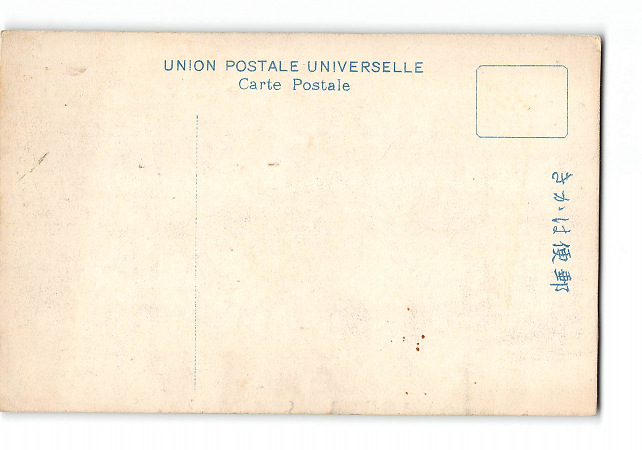 UNION POSTALE UNIVERSELLE
Carte Postale
きかは便郵